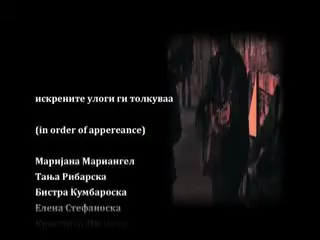 искрените улоги ги толкуваа
(in order of appereance)
Маријана Мариангел
Тања Рибарска
Бистра Кумбароска
Елена Стефаноска